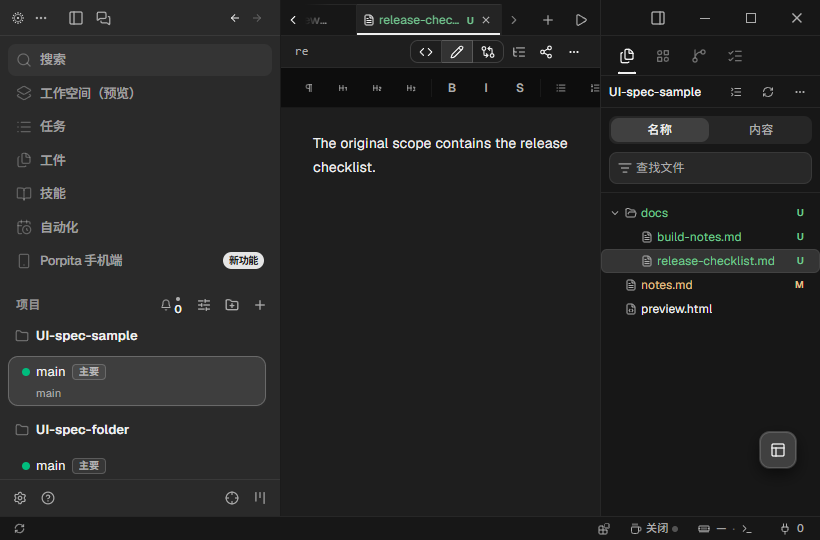 搜索
工作空间（预览）
任务
工件
技能
自动化
Porpita 手机端 新功能
项目 0
UI-spec-sample
main 主要
main
UI-spec-folder
main 主要
release-chec... U
re
¶ H1 H2 H3 B I S
The original scope contains the release
checklist.
UI-spec-sample
名称 内容
查找文件
docs U
build-notes.md U
release-checklist.md U
notes.md M
preview.html
关闭 — · 0